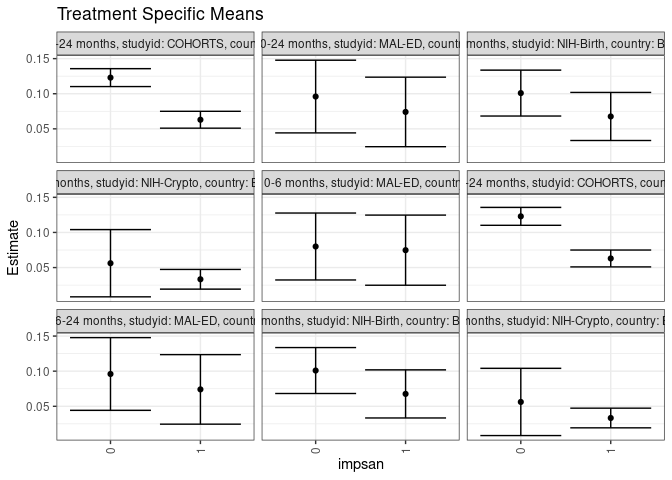 Treatment Specific Means
-24 months, studyid: COHORTS, coun
0-24 months, studyid: MAL-ED, countr
months, studyid: NIH-Birth, country: B
0.15
0.10
0.05
months, studyid: NIH-Crypto, country: B
0-6 months, studyid: MAL-ED, country
-24 months, studyid: COHORTS, coun
0.15
0.10
0.05
6-24 months, studyid: MAL-ED, countr
months, studyid: NIH-Birth, country: B
months, studyid: NIH-Crypto, country: B
0.15
0.10
0.05
Estimate
0 1 0 1 0 1
impsan